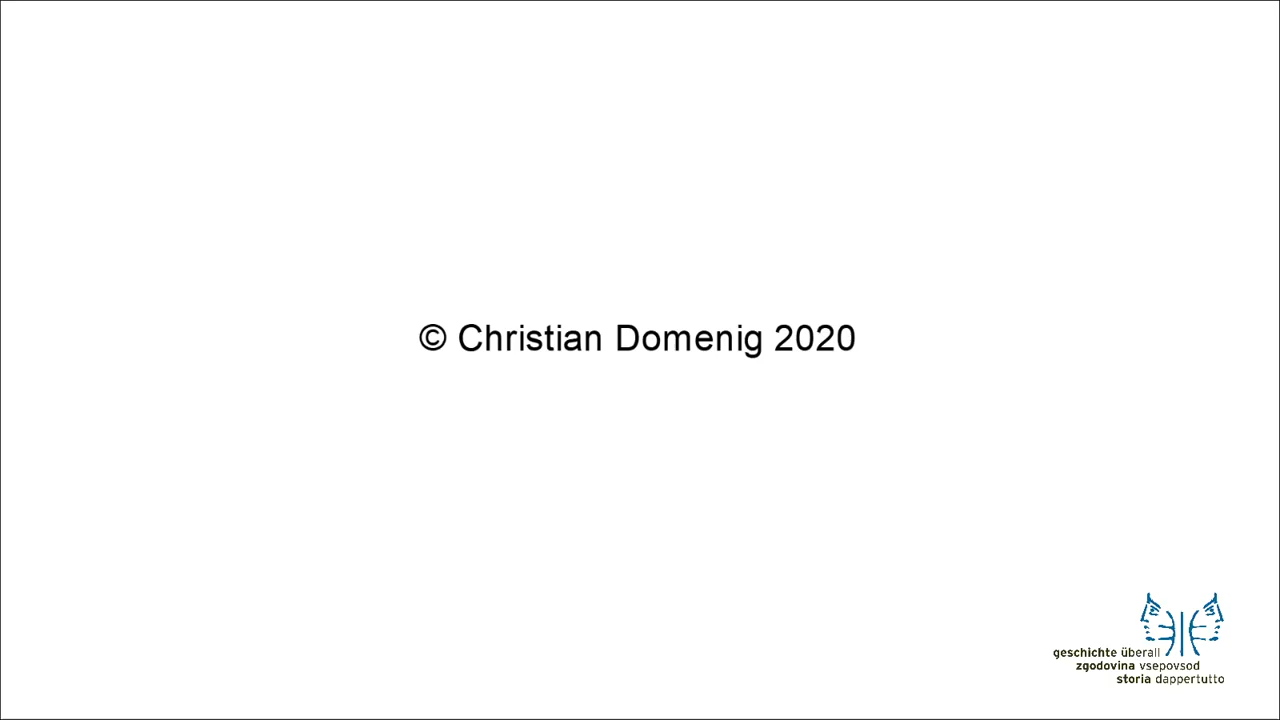 © Christian Domenig 2020
geschichte überall
zgodovina vsepovsod
storia dappertutto